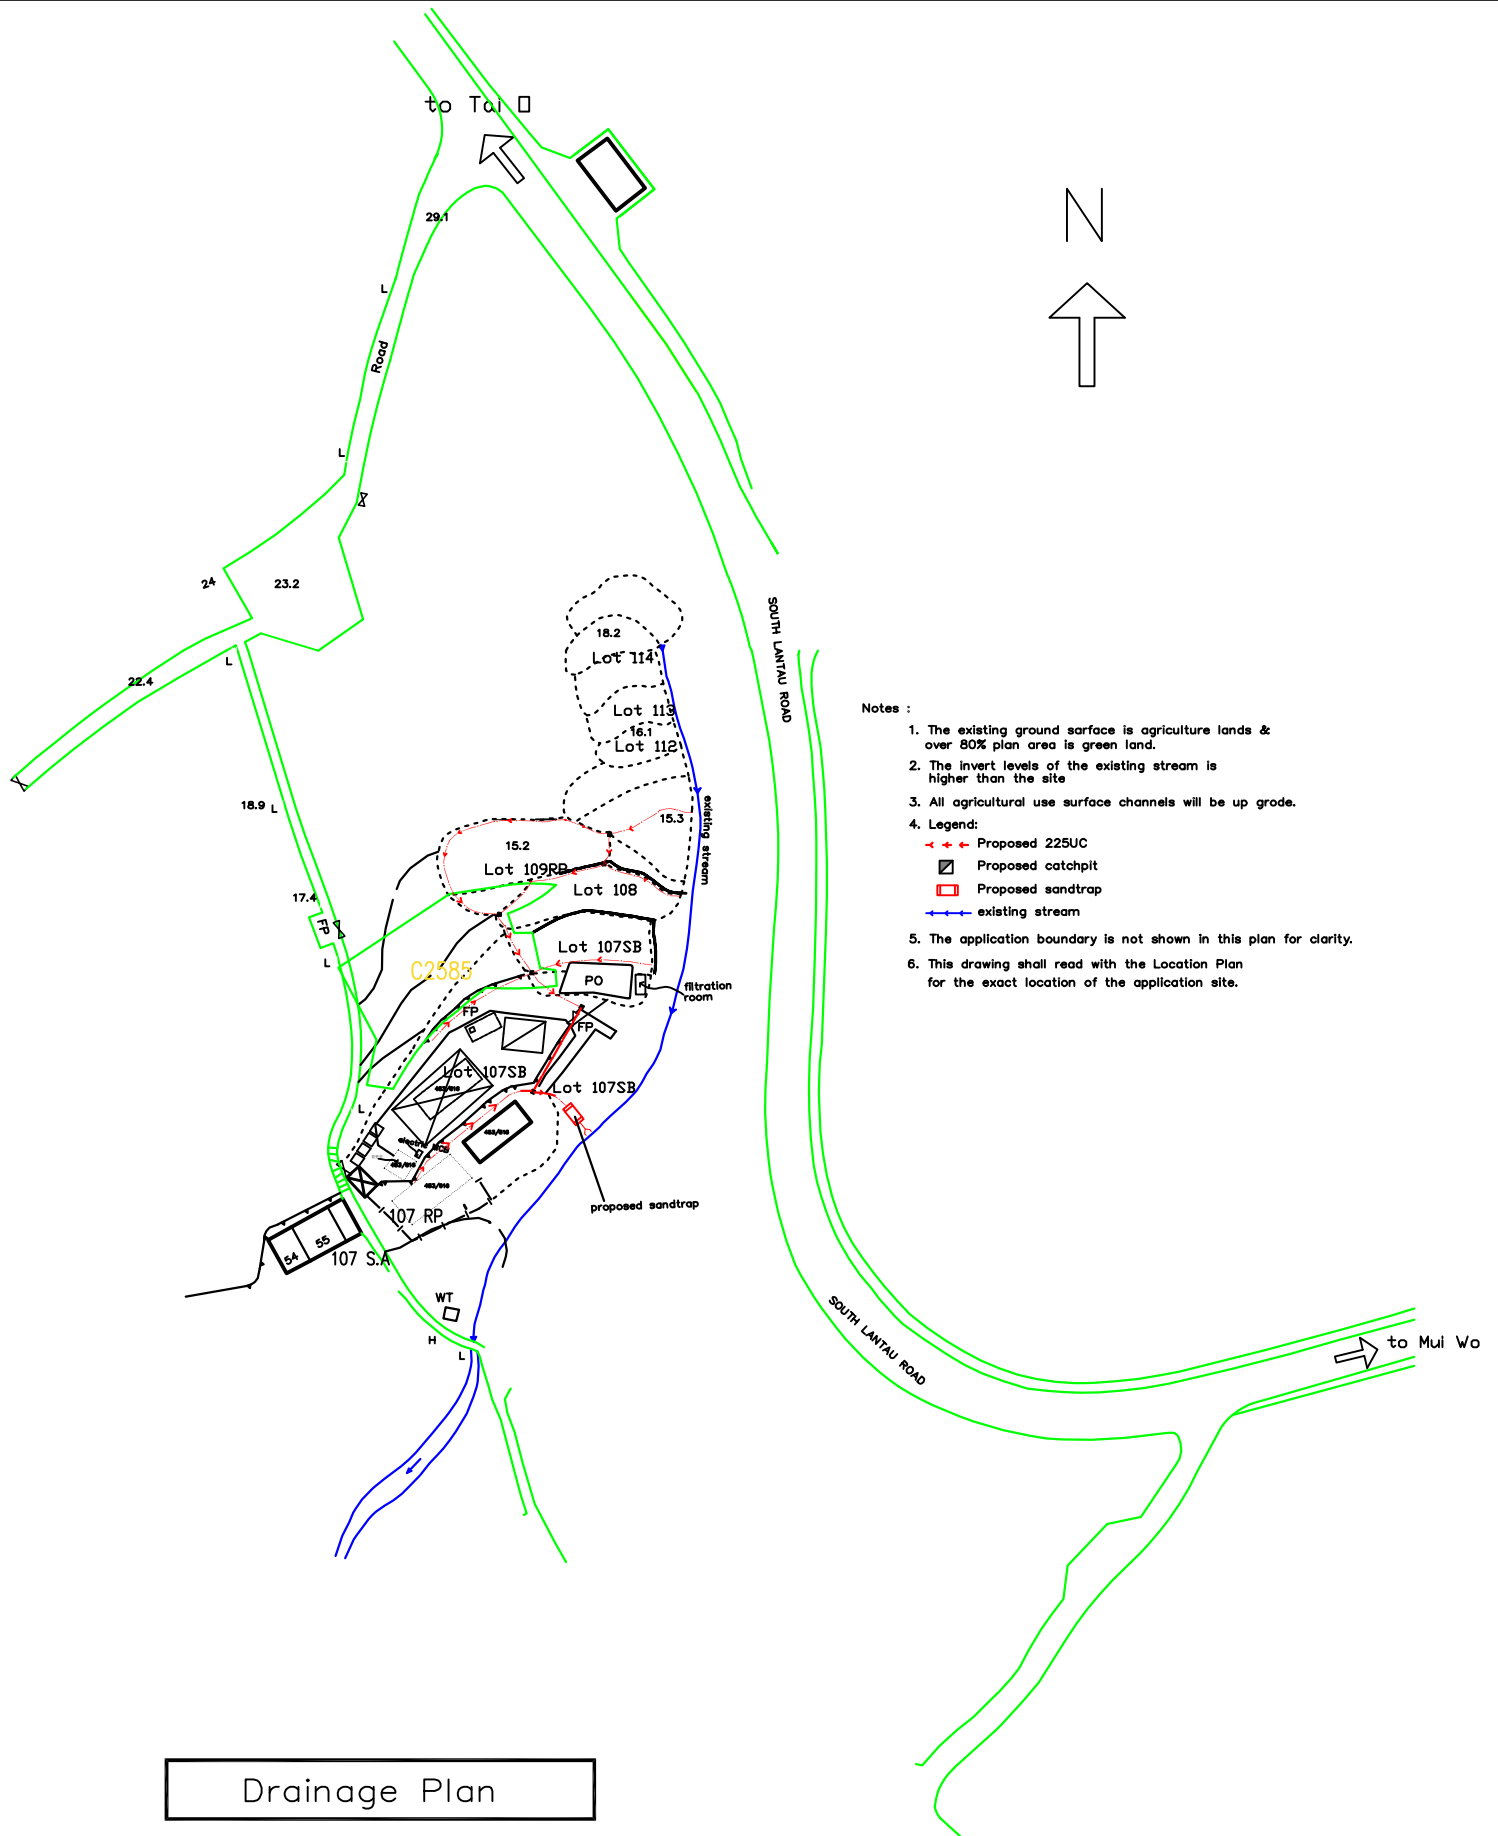 to Tai O
N
29.1
L
Road
L
24
23.2
18.2
Lot 114
SOUTH LANTAU ROAD
L
22.4
Lot 113
16.1
Lot 112
Notes :
1. The existing ground sarface is agriculture lands &
over 80% plan area is green land.
2. The invert levels of the existing stream is
higher than the site
3. All agricultural use surface channels will be up grode.
4. Legend:
Proposed 225UC
Proposed catchpit
Proposed sandtrap
existing stream
5. The application boundary is not shown in this plan for clarity.
6. This drawing shall read with the Location Plan
for the exact location of the application site.
18.9 L
existing stream
15.3
15.2
Lot 109RP
Lot 108
17.4
FP
L
Lot 107SB
C2585
PO
filtration
room
FP
FP
Lot 107SB
Lot 107SB
L
electric MCB
proposed sandtrap
107 RP
54
55
107 S.A
WT
H
L
SOUTH LANTAU ROAD
to Mui Wo
Drainage Plan